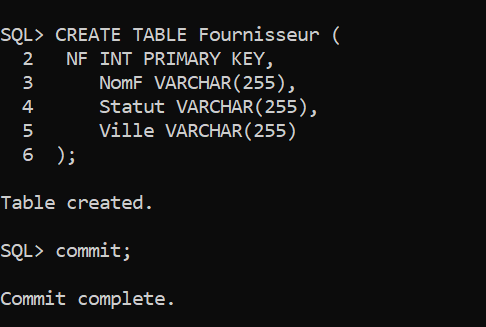 SQL> CREATE TABLE Fournisseur (
  2   NF INT PRIMARY KEY,
  3      NomF VARCHAR(255),
  4      Statut VARCHAR(255),
  5      Ville VARCHAR(255)
  6  );
Table created.
SQL> commit;
Commit complete.